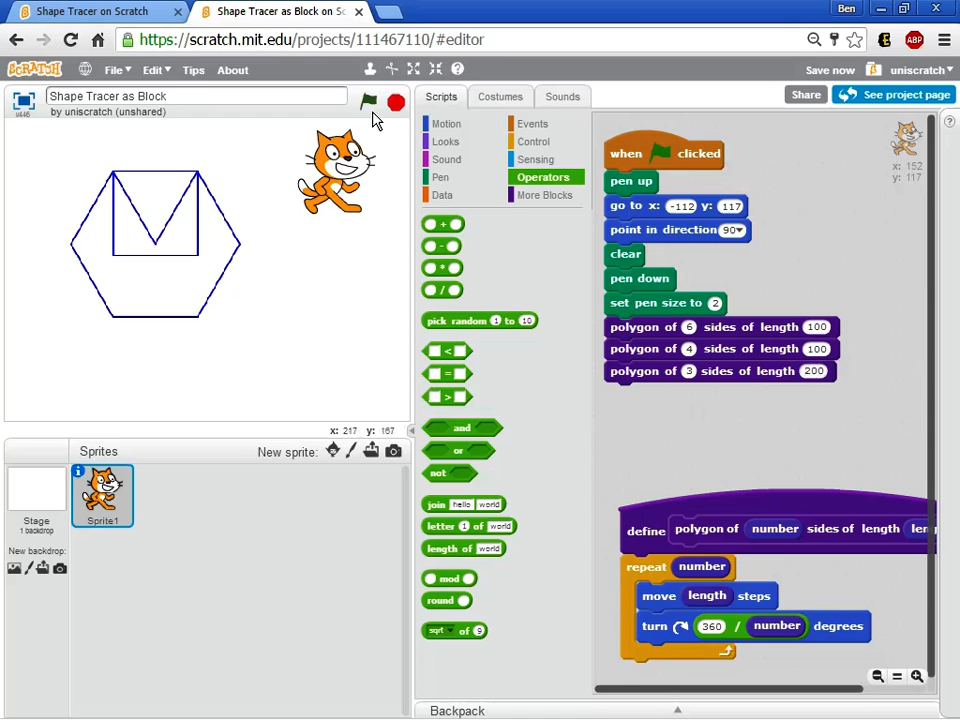 Shape Tracer on Scratch
Shape Tracer as Block on Sc
Ben
https://scratch.mit.edu/projects/111467110/#editor
ABP
SCRATCH
File
Edit
Tips
About
Save now
uniscratch
Shape Tracer as Block
by uniscratch (unshared)
v446
Scripts
Costumes
Sounds
Share
See project page
Motion
Looks
Sound
Pen
Data
Events
Control
Sensing
Operators
More Blocks
+
-
*
/
pick random 1 to 10
<
=
>
and
or
not
join hello world
letter 1 of world
length of world
mod
round
sqrt of 9
when clicked
pen up
go to x: -112 y: 117
point in direction 90
clear
pen down
set pen size to 2
polygon of 6 sides of length 100
polygon of 4 sides of length 100
polygon of 3 sides of length 200
x: 152
y: 117
define polygon of number sides of length
repeat number
move length steps
turn 360 / number degrees
x: 217 y: 167
Sprites
New sprite:
Sprite1
Stage
1 backdrop
New backdrop:
Backpack